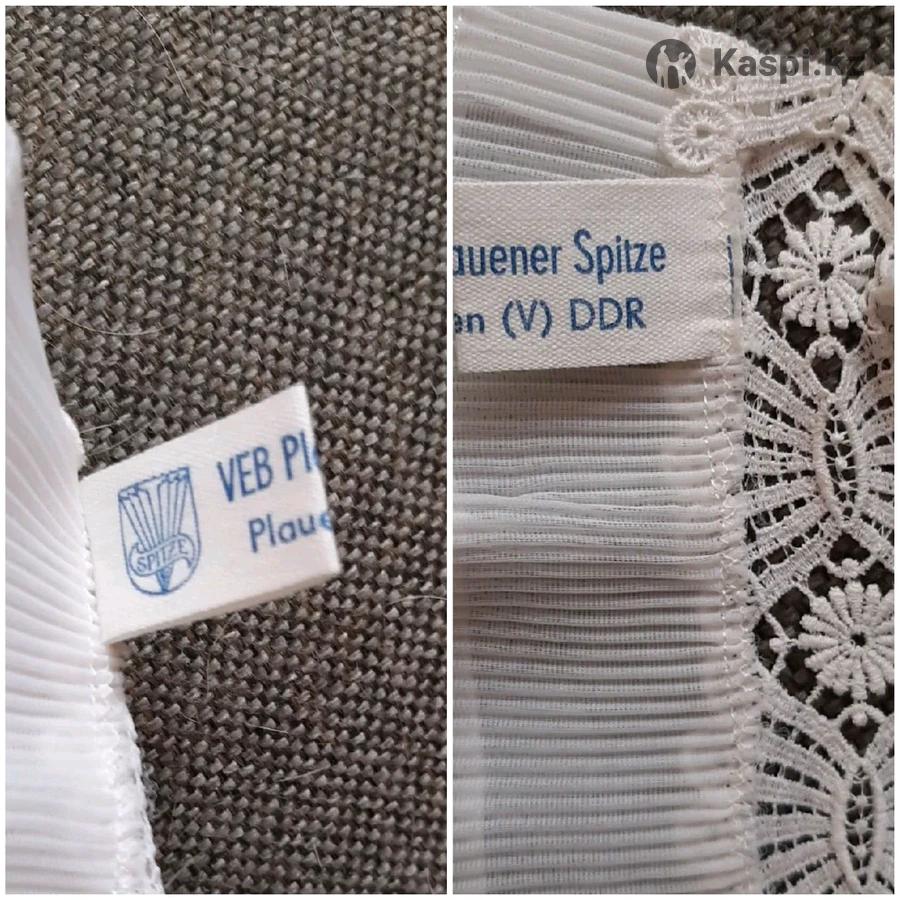 VEB Pl
Plaue
SPITZE
Kaspi.kz
auener Spitze
en (V) DDR